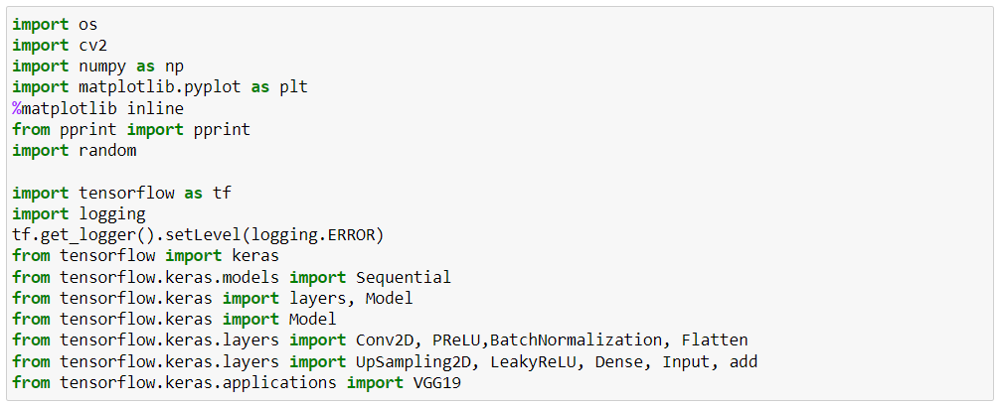 import os
import cv2
import numpy as np
import matplotlib.pyplot as plt
%matplotlib inline
from pprint import pprint
import random
import tensorflow as tf
import logging
tf.get_logger().setLevel(logging.ERROR)
from tensorflow import keras
from tensorflow.keras.models import Sequential
from tensorflow.keras import layers, Model
from tensorflow.keras import Model
from tensorflow.keras.layers import Conv2D, PReLU,BatchNormalization, Flatten
from tensorflow.keras.layers import UpSampling2D, LeakyReLU, Dense, Input, add
from tensorflow.keras.applications import VGG19